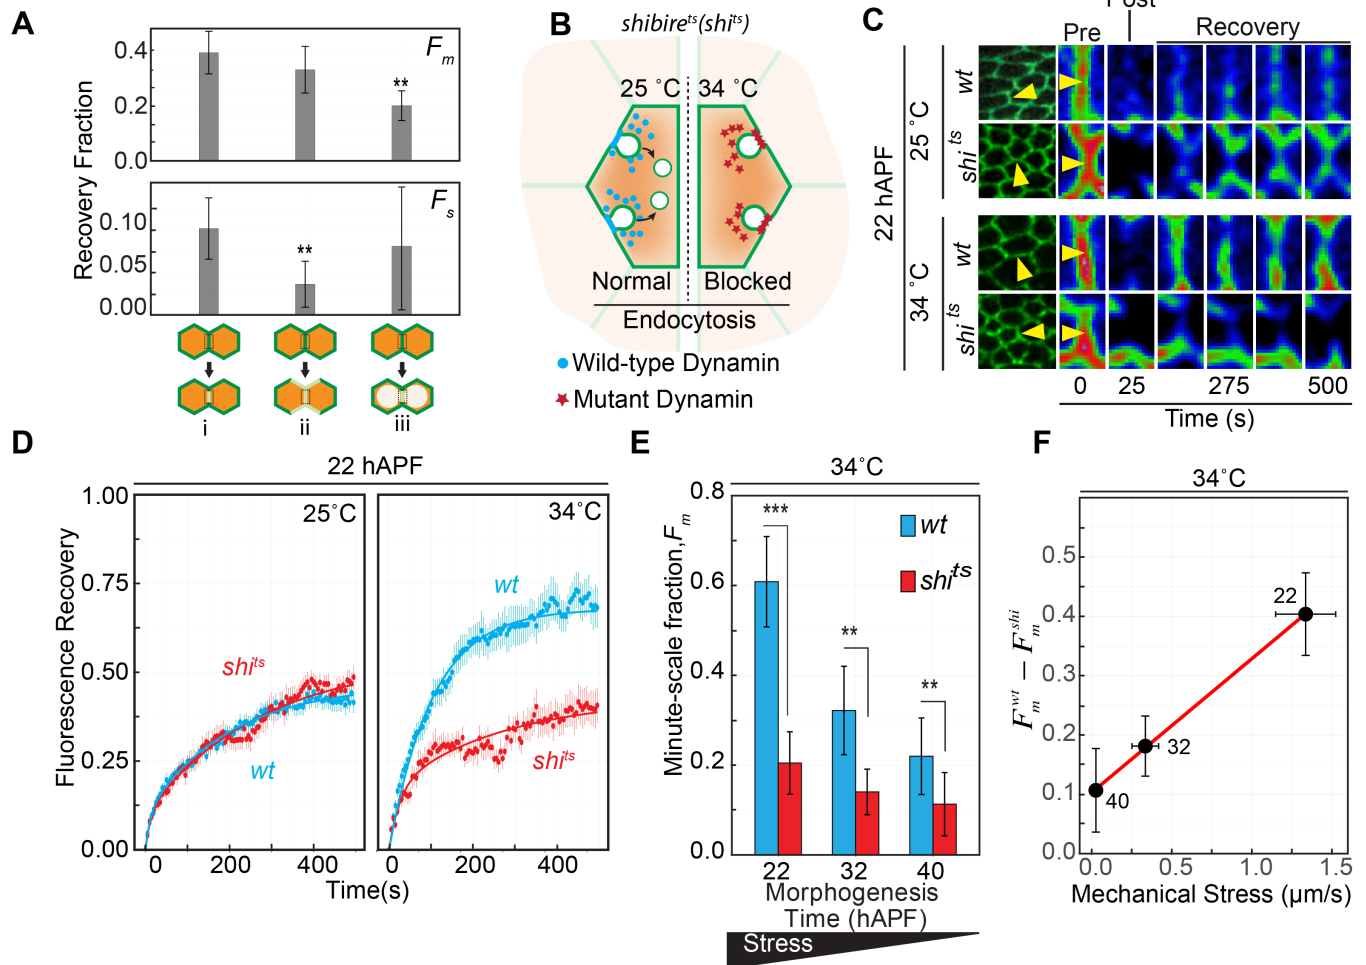 A
Recovery Fraction
0.4
0.2
0.0
Fm
**
0.10
0.05
0.00
Fs
**
i
ii
iii
B
shibire^ts(shi^ts)
25 °C
34 °C
Normal
Blocked
Endocytosis
Wild-type Dynamin
Mutant Dynamin
C
Post
Pre
Recovery
22 hAPF
25 °C
wt
shi^ts
34 °C
wt
shi^ts
0
25
275
500
Time (s)
D
22 hAPF
Fluorescence Recovery
1.00
0.75
0.50
0.25
0.00
25°C
shi^ts
wt
34°C
wt
shi^ts
0
200
400
0
200
400
Time(s)
E
34°C
Minute-scale fraction,Fm
0.8
0.6
0.4
0.2
0.0
***
**
**
wt
shi^ts
22
32
40
Morphogenesis
Time (hAPF)
Stress
F
34°C
F_m^wt − F_m^shi
0.5
0.4
0.3
0.2
0.1
0.0
22
32
40
0.0
0.5
1.0
1.5
Mechanical Stress (µm/s)